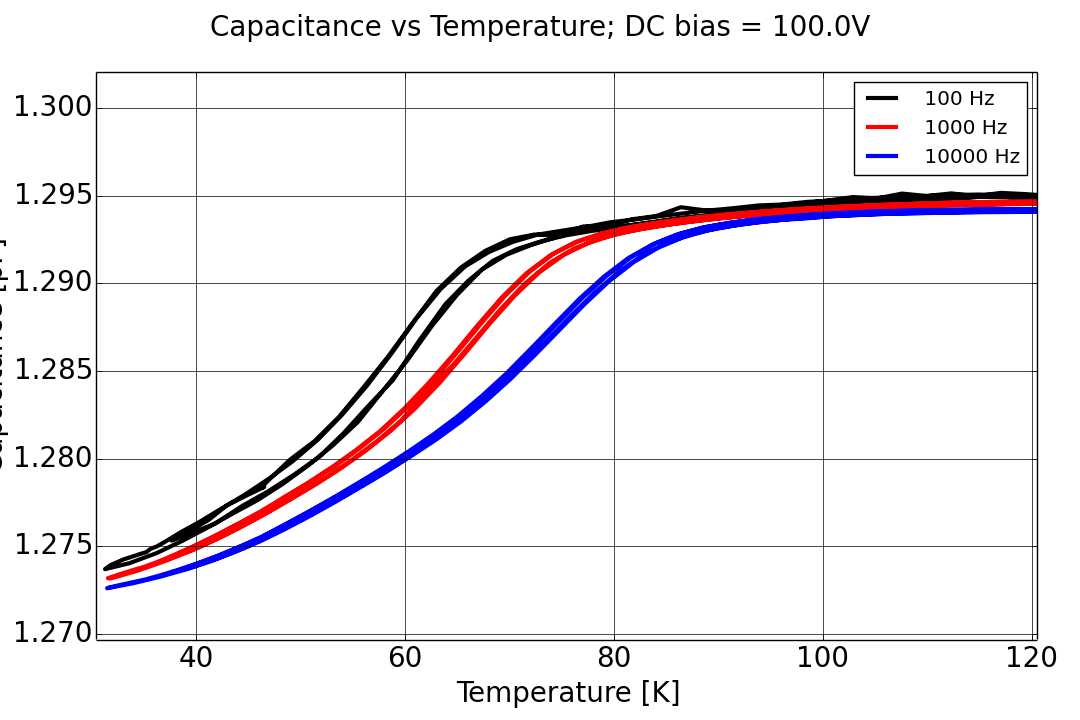 Capacitance vs Temperature; DC bias = 100.0V
1.300
1.295
1.290
1.285
1.280
1.275
1.270
100 Hz
1000 Hz
10000 Hz
40
60
80
100
120
Temperature [K]